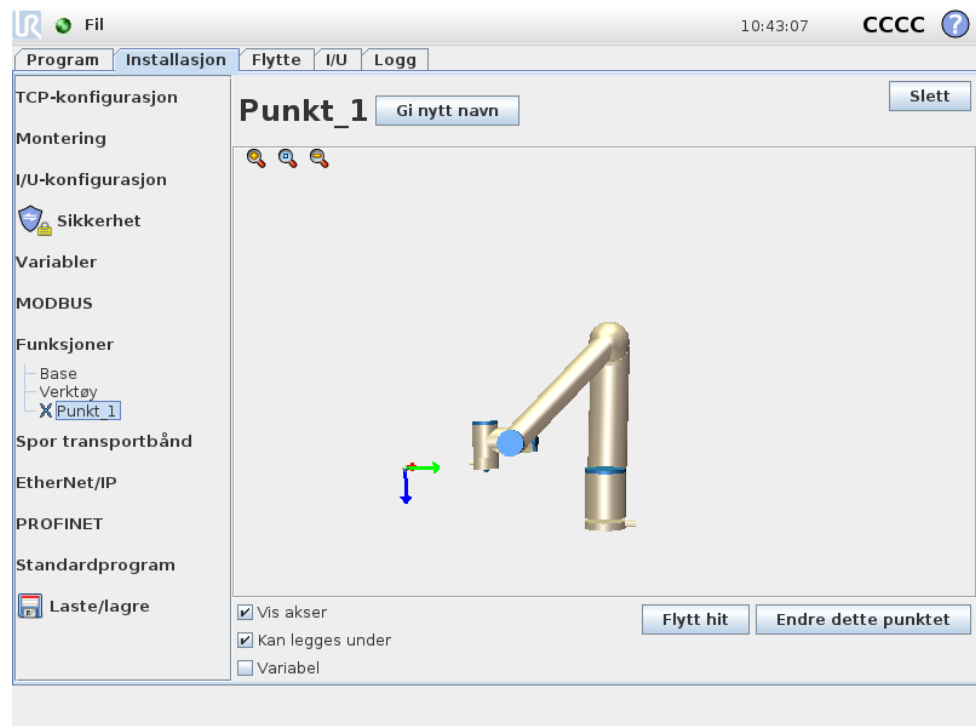 UR Fil 10:43:07 CCCC ?
Program Installasjon Flytte I/U Logg
TCP-konfigurasjon
Montering
I/U-konfigurasjon
Sikkerhet
Variabler
MODBUS
Funksjoner
Base
Verktøy
Punkt_1
Spor transportbånd
EtherNet/IP
PROFINET
Standardprogram
Laste/lagre
Punkt_1 Gi nytt navn Slett
Vis akser
Kan legges under
Variabel
Flytt hit Endre dette punktet